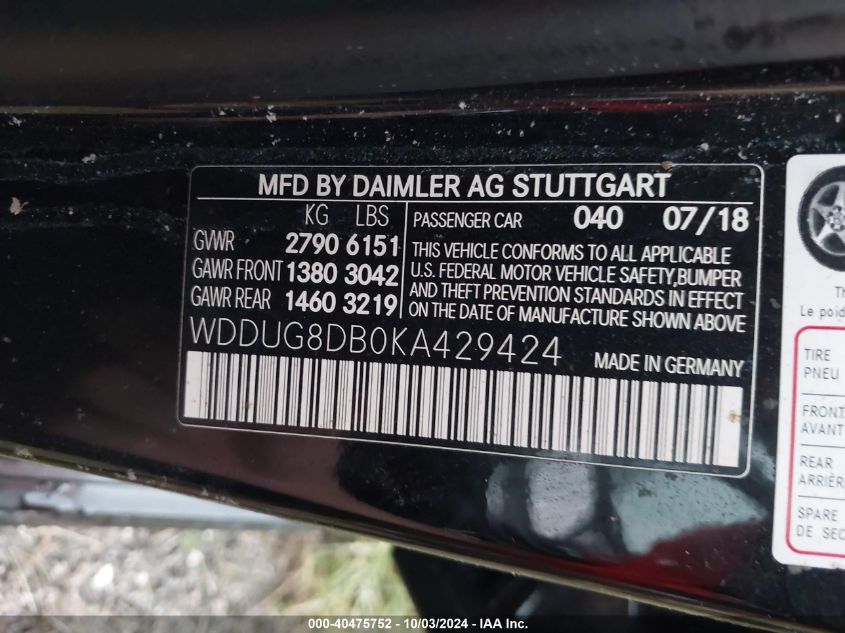 MFD BY DAIMLER AG STUTTGART
KG LBS
GVWR 2790 6151
GAWR FRONT 1380 3042
GAWR REAR 1460 3219
PASSENGER CAR 040 07/18
THIS VEHICLE CONFORMS TO ALL APPLICABLE
U.S. FEDERAL MOTOR VEHICLE SAFETY, BUMPER
AND THEFT PREVENTION STANDARDS IN EFFECT
ON THE DATE OF MANUFACTURE SHOWN ABOVE
WDDUG8DB0KA429424
MADE IN GERMANY
Le poid
TIRE
PNEU
FRONT
AVANT
REAR
ARRIÈRE
SPARE
DE SEC
000-40475752 - 10/03/2024 - IAA Inc.